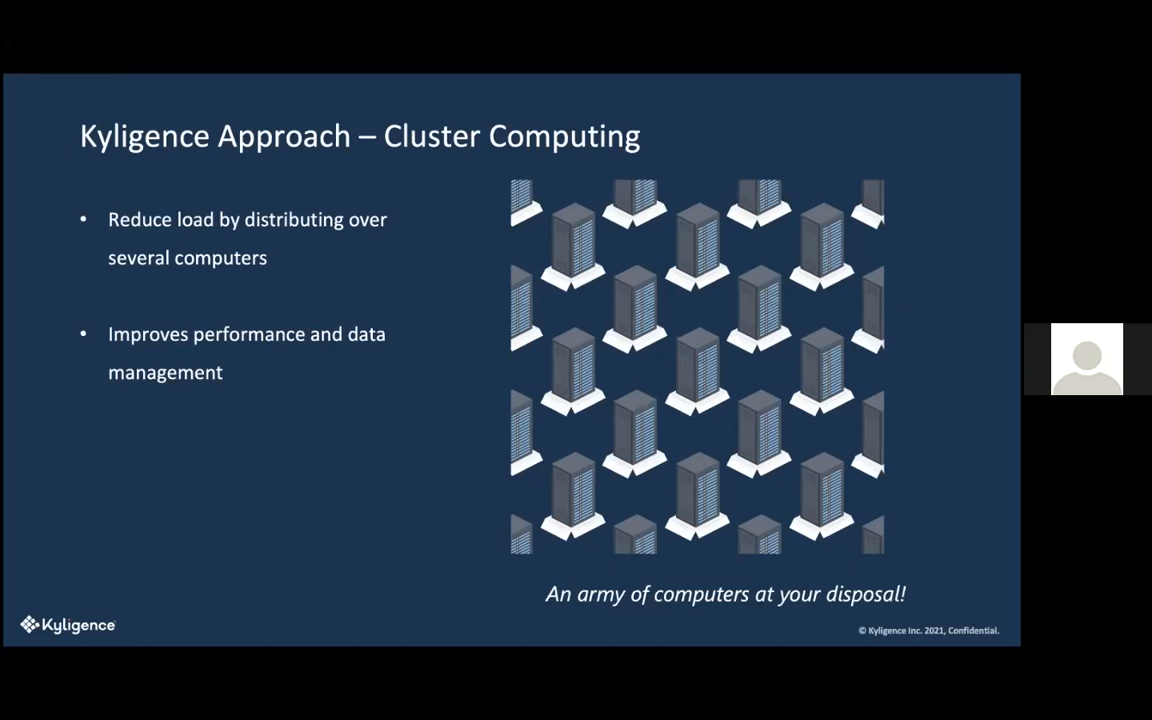 Kyligence Approach – Cluster Computing
• Reduce load by distributing over
several computers
• Improves performance and data
management
An army of computers at your disposal!
Kyligence
© Kyligence Inc. 2021, Confidential.